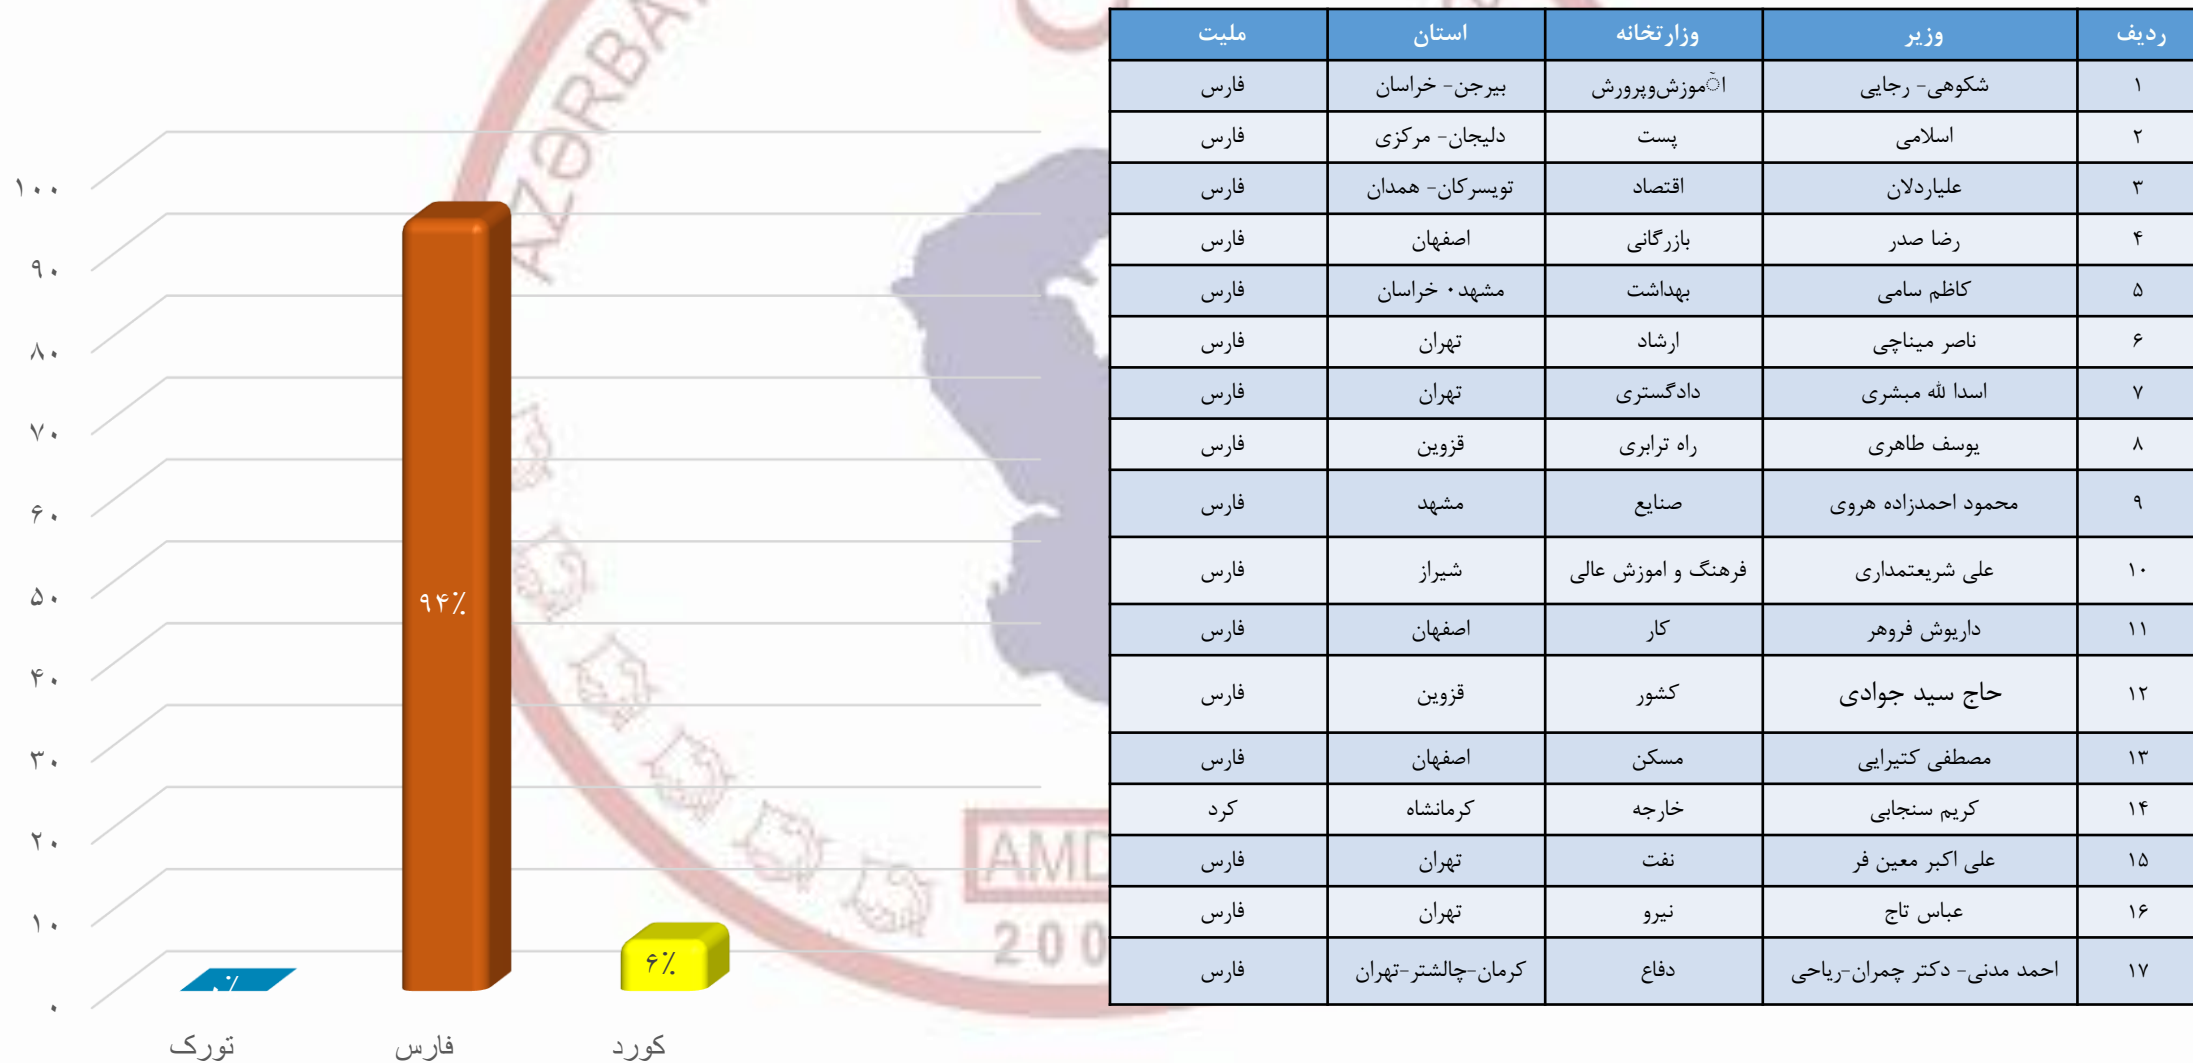 ردیف وزیر وزارتخانه استان ملیت
۱ شکوهی- رجایی آموزش‌وپرورش بیرجن- خراسان فارس
۲ اسلامی پست دلیجان- مرکزی فارس
۳ علیاردلان اقتصاد تویسرکان- همدان فارس
۴ رضا صدر بازرگانی اصفهان فارس
۵ کاظم سامی بهداشت مشهد۰ خراسان فارس
۶ ناصر میناچی ارشاد تهران فارس
۷ اسدا لله مبشری دادگستری تهران فارس
۸ یوسف طاهری راه ترابری قزوین فارس
۹ محمود احمدزاده هروی صنایع مشهد فارس
۱۰ علی شریعتمداری فرهنگ و اموزش عالی شیراز فارس
۱۱ داریوش فروهر کار اصفهان فارس
۱۲ حاج سید جوادی کشور قزوین فارس
۱۳ مصطفی کتیرایی مسکن اصفهان فارس
۱۴ کریم سنجابی خارجه کرمانشاه کرد
۱۵ علی اکبر معین فر نفت تهران فارس
۱۶ عباس تاج نیرو تهران فارس
۱۷ احمد مدنی- دکتر چمران-ریاحی دفاع کرمان-چالشتر-تهران فارس
۱۰۰
۹۰
۸۰
۷۰
۶۰
۵۰
۴۰
۳۰
۲۰
۱۰
۰
۹۴٪
۶٪
تورک فارس کورد